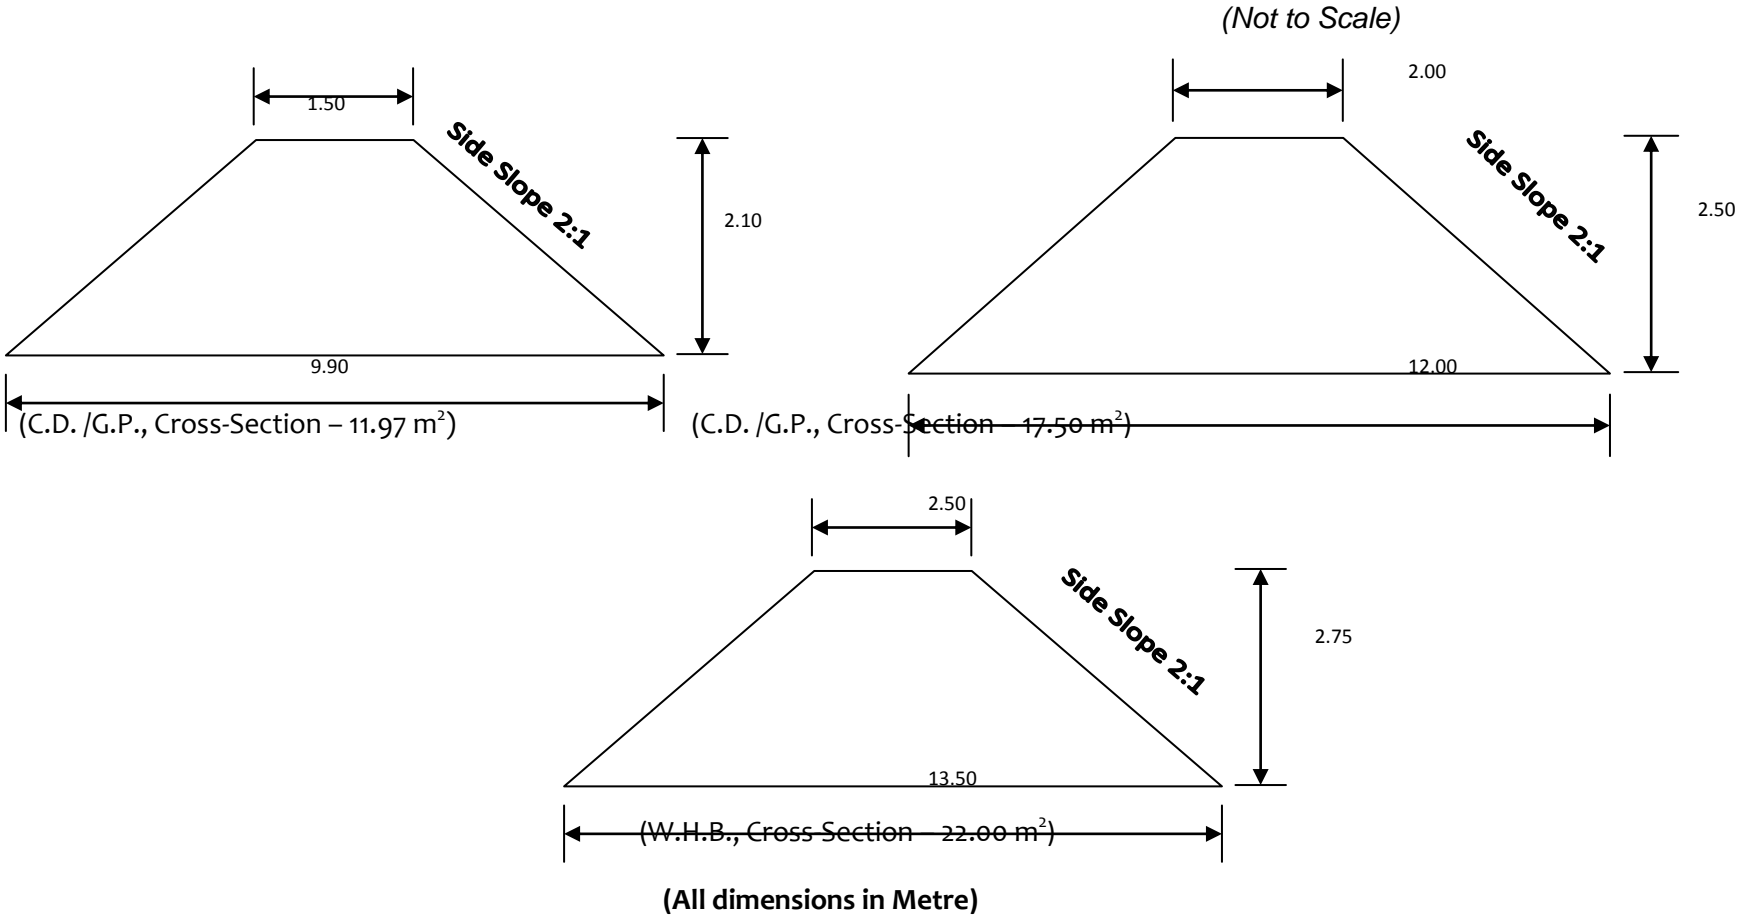 (Not to Scale)
1.50
Side Slope 2:1
2.10
9.90
(C.D. /G.P., Cross-Section – 11.97 m²)
2.00
Side Slope 2:1
2.50
12.00
(C.D. /G.P., Cross-Section – 17.50 m²)
2.50
Side Slope 2:1
2.75
13.50
(W.H.B., Cross-Section – 22.00 m²)
(All dimensions in Metre)